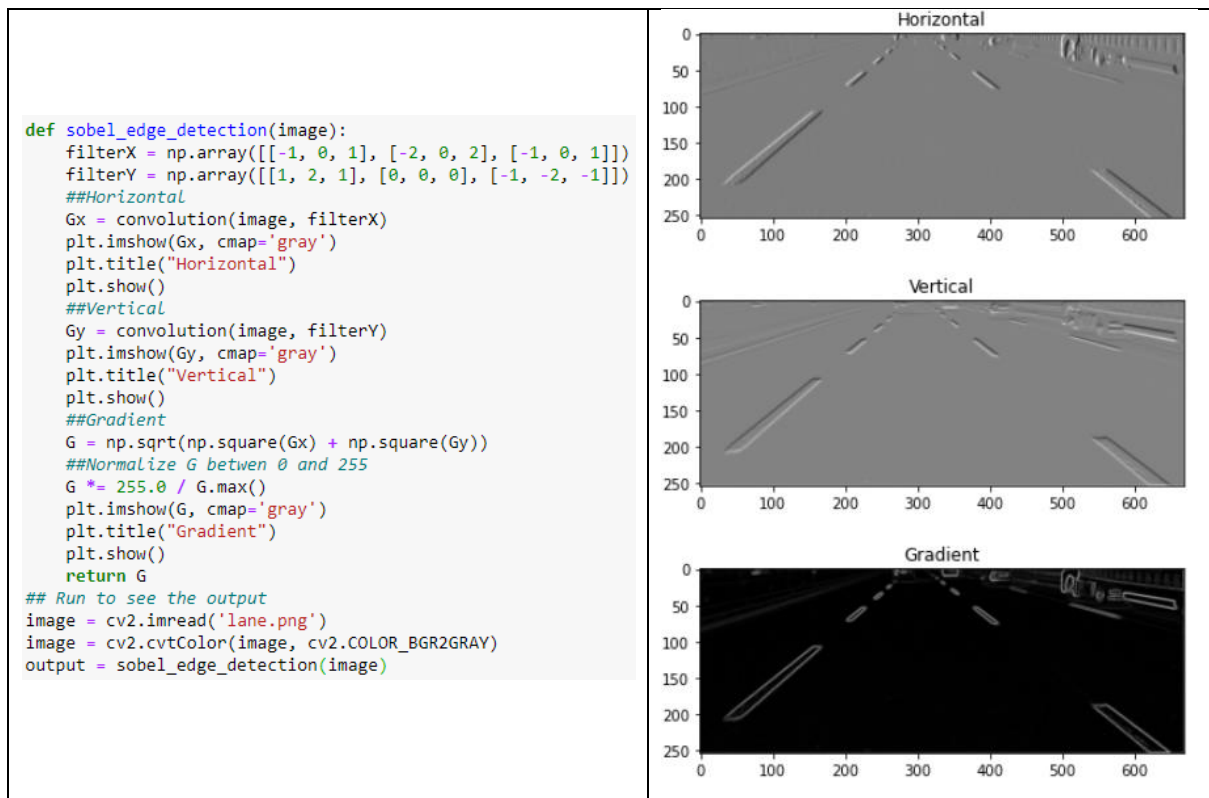 def sobel_edge_detection(image):
    filterX = np.array([[-1, 0, 1], [-2, 0, 2], [-1, 0, 1]])
    filterY = np.array([[1, 2, 1], [0, 0, 0], [-1, -2, -1]])
    ##Horizontal
    Gx = convolution(image, filterX)
    plt.imshow(Gx, cmap='gray')
    plt.title("Horizontal")
    plt.show()
    ##Vertical
    Gy = convolution(image, filterY)
    plt.imshow(Gy, cmap='gray')
    plt.title("Vertical")
    plt.show()
    ##Gradient
    G = np.sqrt(np.square(Gx) + np.square(Gy))
    ##Normalize G betwen 0 and 255
    G *= 255.0 / G.max()
    plt.imshow(G, cmap='gray')
    plt.title("Gradient")
    plt.show()
    return G
## Run to see the output
image = cv2.imread('lane.png')
image = cv2.cvtColor(image, cv2.COLOR_BGR2GRAY)
output = sobel_edge_detection(image)
Horizontal
0
50
100
150
200
250
0 100 200 300 400 500 600
Vertical
0
50
100
150
200
250
0 100 200 300 400 500 600
Gradient
0
50
100
150
200
250
0 100 200 300 400 500 600